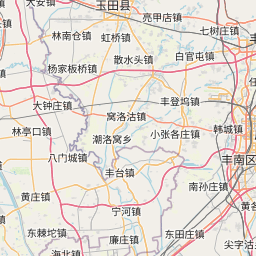 大安镇
玉田县
亮甲店镇
七树庄镇
林南仓镇
虹桥镇
散水头镇
白官屯镇
杨家板桥镇
大钟庄镇
丰登坞镇
窝洛沽镇
林亭口镇
潮洛窝乡
小张各庄镇
韩城镇
八门城镇
丰南区
丰台镇
黄庄镇
南孙庄镇
宁河镇
东棘坨镇
廉庄镇
东田庄镇